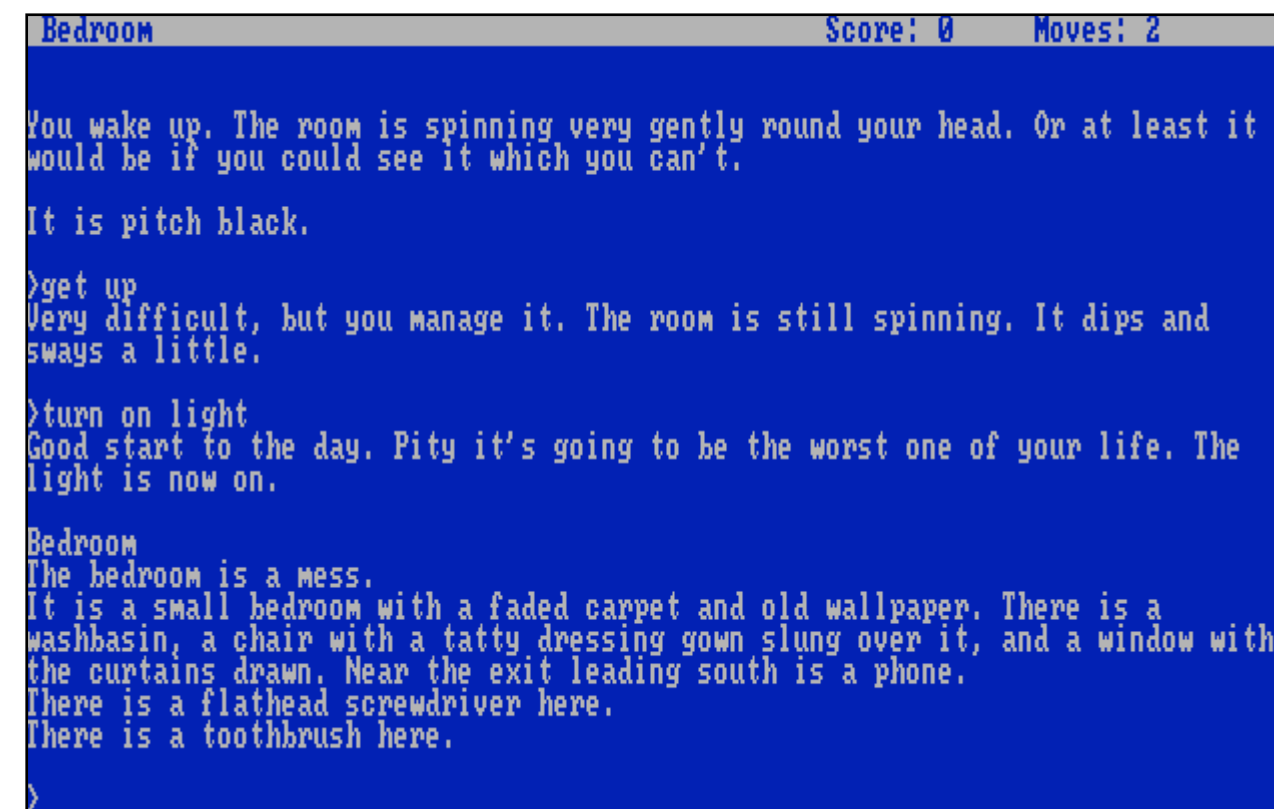 Bedroom Score: 0 Moves: 2
You wake up. The room is spinning very gently round your head. Or at least it
would be if you could see it which you can't.
It is pitch black.
>get up
Very difficult, but you manage it. The room is still spinning. It dips and
sways a little.
>turn on light
Good start to the day. Pity it's going to be the worst one of your life. The
light is now on.
Bedroom
The bedroom is a mess.
It is a small bedroom with a faded carpet and old wallpaper. There is a
washbasin, a chair with a tatty dressing gown slung over it, and a window with
the curtains drawn. Near the exit leading south is a phone.
There is a flathead screwdriver here.
There is a toothbrush here.
>